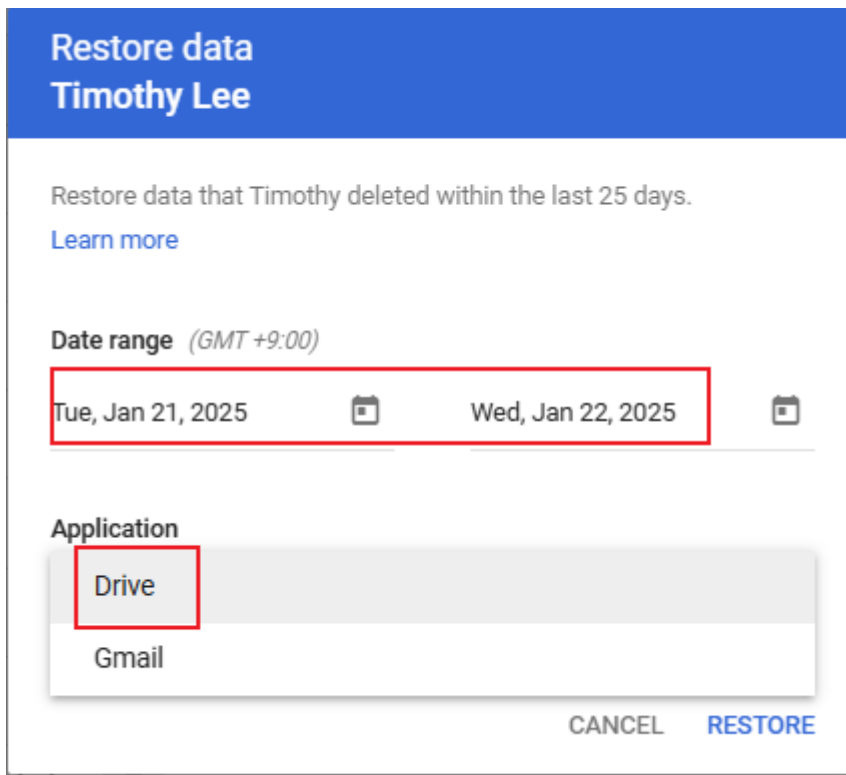 Restore data
Timothy Lee
Restore data that Timothy deleted within the last 25 days.
Learn more
Date range (GMT +9:00)
Tue, Jan 21, 2025 Wed, Jan 22, 2025
Application
Drive
Gmail
CANCEL RESTORE